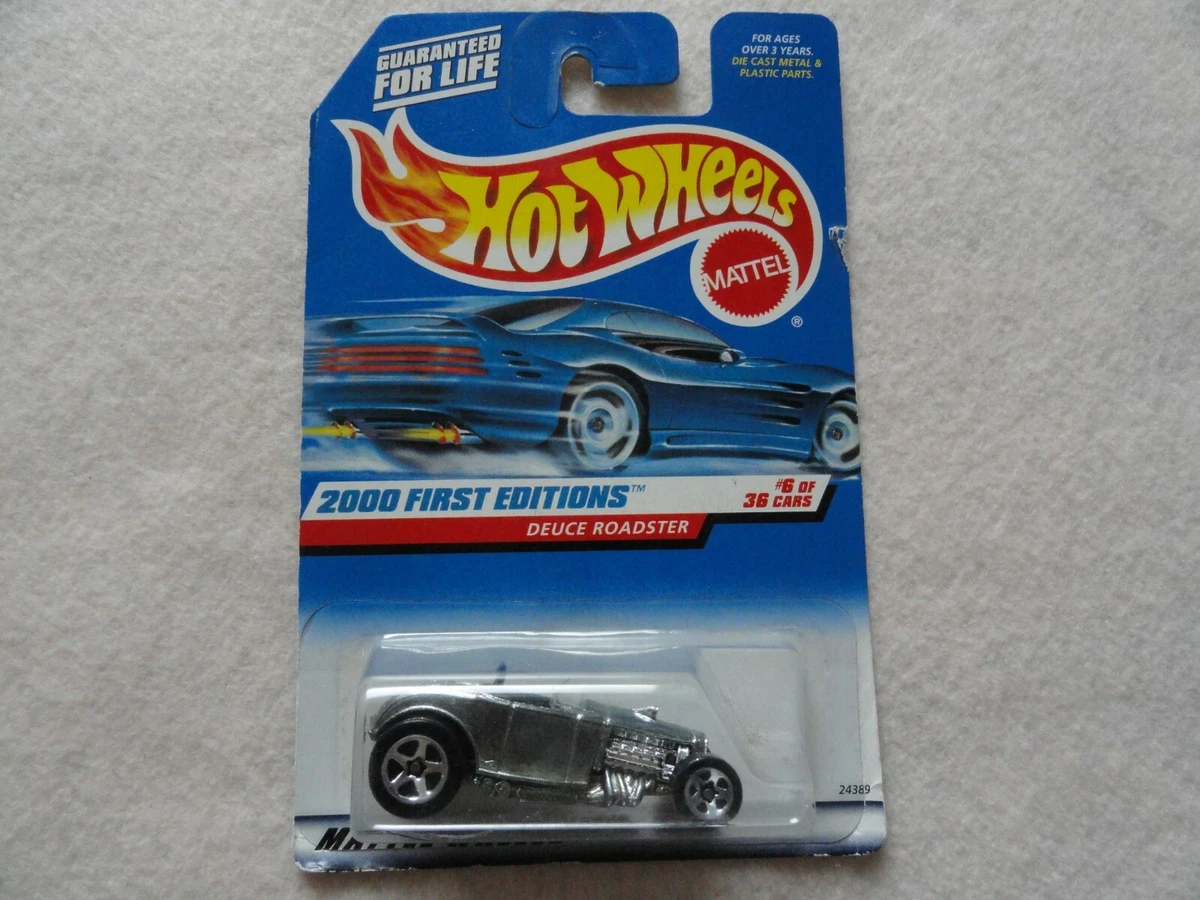 GUARANTEED
FOR LIFE
FOR AGES
OVER 3 YEARS.
DIE CAST METAL &
PLASTIC PARTS.
HOT WHEELS
MATTEL
®
2000 FIRST EDITIONS™
#6 OF
36 CARS
DEUCE ROADSTER
24389